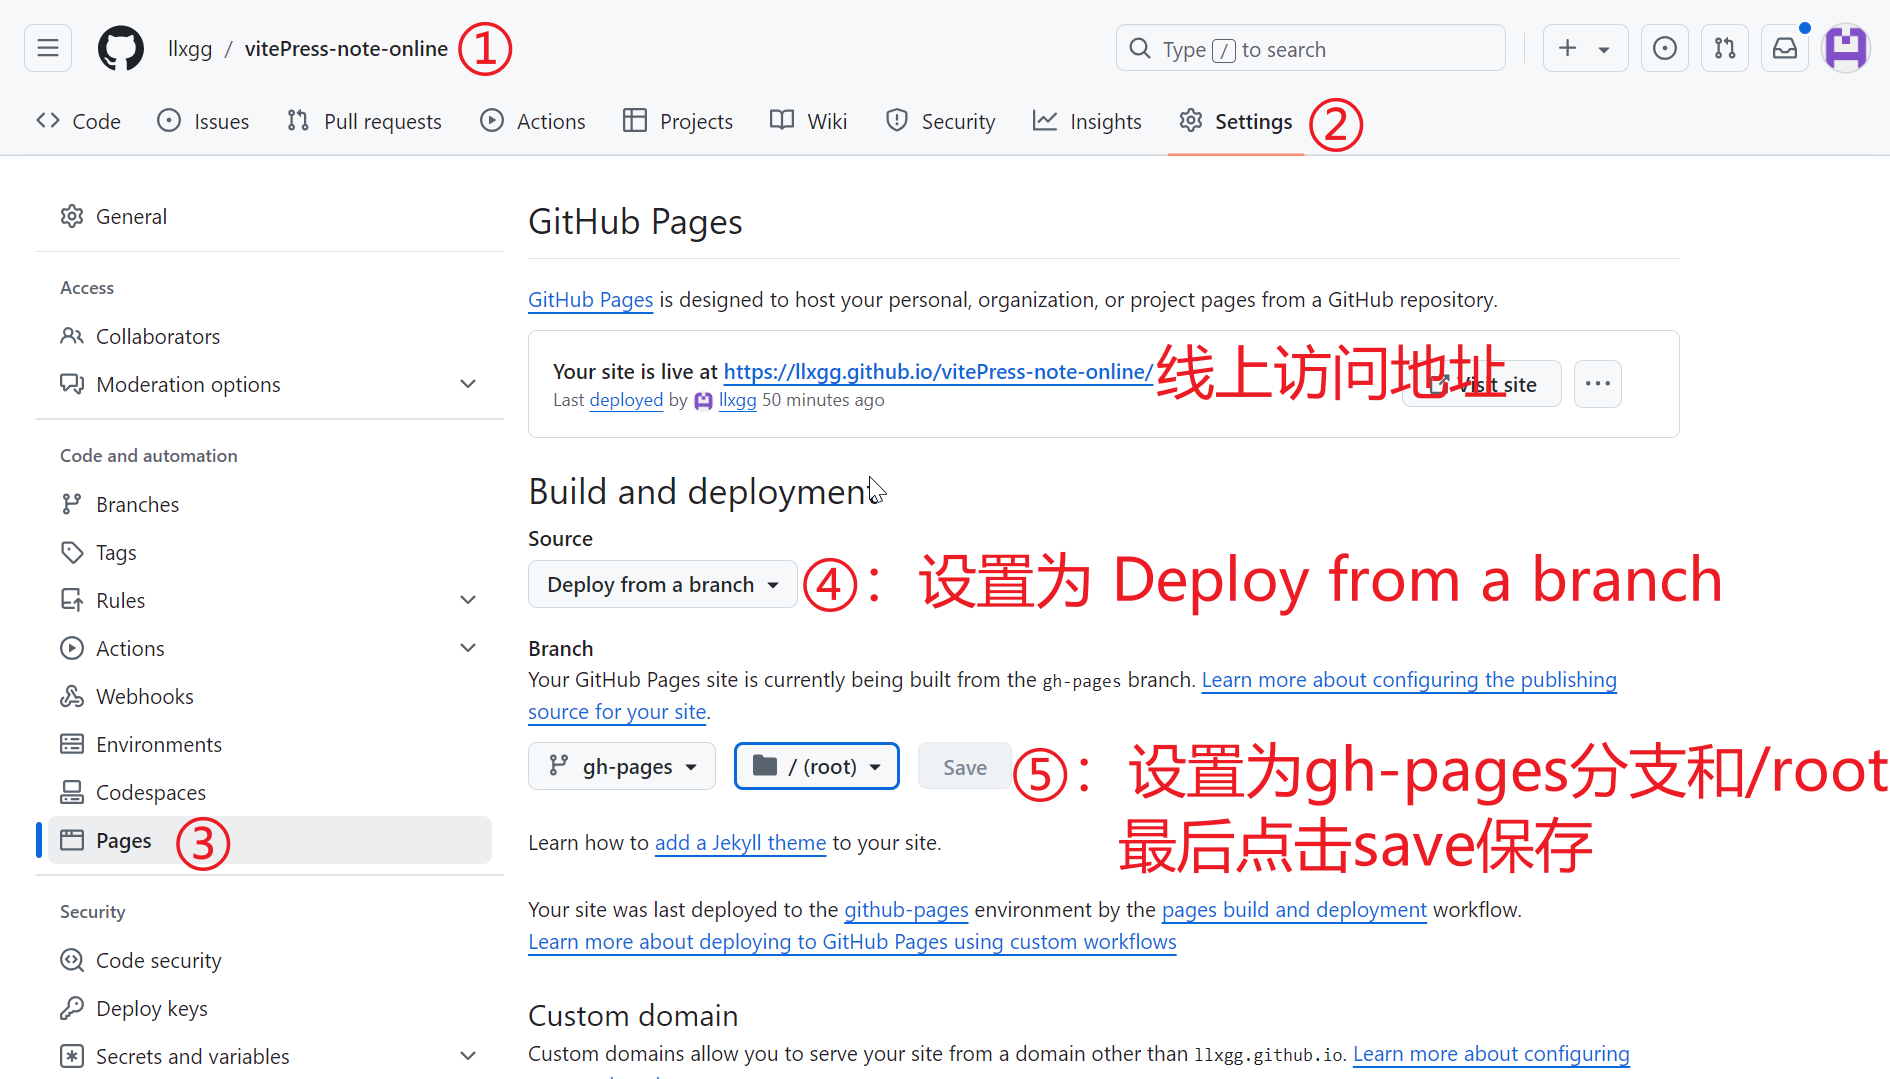 llxgg / vitePress-note-online ①
Type / to search
Code Issues Pull requests Actions Projects Wiki Security Insights Settings ②
General
Access
Collaborators
Moderation options
Code and automation
Branches
Tags
Rules
Actions
Webhooks
Environments
Codespaces
Pages ③
Security
Code security
Deploy keys
Secrets and variables
GitHub Pages
GitHub Pages is designed to host your personal, organization, or project pages from a GitHub repository.
Your site is live at https://llxgg.github.io/vitePress-note-online/ 线上访问地址
Visit site
Last deployed by llxgg 50 minutes ago
Build and deployment
Source
Deploy from a branch ④：设置为 Deploy from a branch
Branch
Your GitHub Pages site is currently being built from the gh-pages branch. Learn more about configuring the publishing
source for your site.
gh-pages / (root) Save ⑤：设置为gh-pages分支和/root
最后点击save保存
Learn how to add a Jekyll theme to your site.
Your site was last deployed to the github-pages environment by the pages build and deployment workflow.
Learn more about deploying to GitHub Pages using custom workflows
Custom domain
Custom domains allow you to serve your site from a domain other than llxgg.github.io. Learn more about configuring